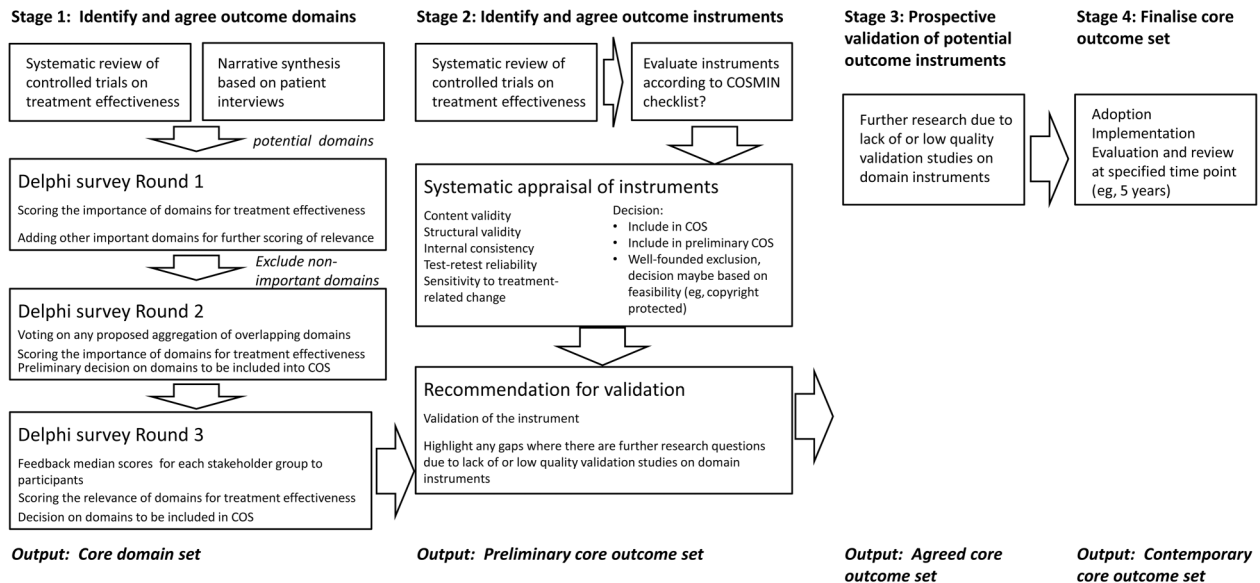 Stage 1: Identify and agree outcome domains
Systematic review of
controlled trials on
treatment effectiveness
Narrative synthesis
based on patient
interviews
potential domains
Delphi survey Round 1
Scoring the importance of domains for treatment effectiveness
Adding other important domains for further scoring of relevance
Exclude non-
important domains
Delphi survey Round 2
Voting on any proposed aggregation of overlapping domains
Scoring the importance of domains for treatment effectiveness
Preliminary decision on domains to be included into COS
Delphi survey Round 3
Feedback median scores for each stakeholder group to
participants
Scoring the relevance of domains for treatment effectiveness
Decision on domains to be included in COS
Output: Core domain set
Stage 2: Identify and agree outcome instruments
Systematic review of
controlled trials on
treatment effectiveness
Evaluate instruments
according to COSMIN
checklist?
Systematic appraisal of instruments
Content validity
Structural validity
Internal consistency
Test-retest reliability
Sensitivity to treatment-
related change
Decision:
• Include in COS
• Include in preliminary COS
• Well-founded exclusion,
decision maybe based on
feasibility (eg, copyright
protected)
Recommendation for validation
Validation of the instrument
Highlight any gaps where there are further research questions
due to lack of or low quality validation studies on domain
instruments
Output: Preliminary core outcome set
Stage 3: Prospective
validation of potential
outcome instruments
Further research due to
lack of or low quality
validation studies on
domain instruments
Output: Agreed core
outcome set
Stage 4: Finalise core
outcome set
Adoption
Implementation
Evaluation and review
at specified time point
(eg, 5 years)
Output: Contemporary
core outcome set